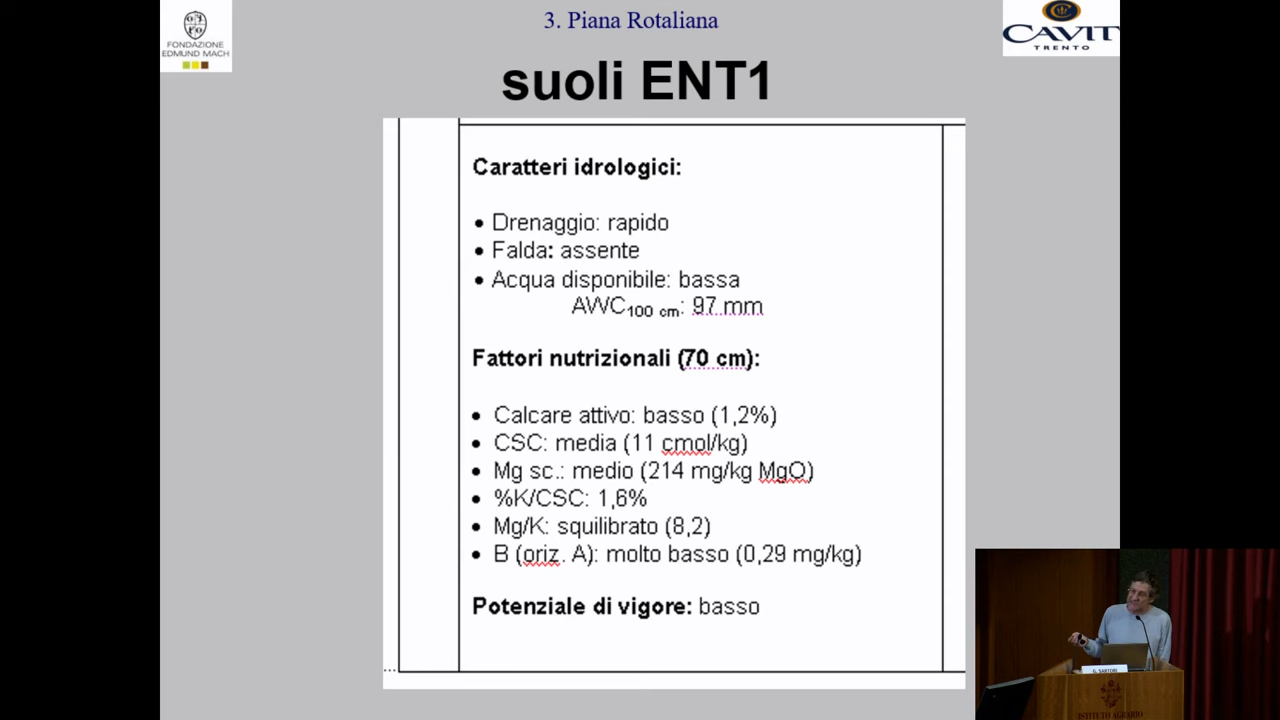 3. Piana Rotaliana
FONDAZIONE
EDMUND MACH
CAVIT
TRENTO
suoli ENT1
Caratteri idrologici:
• Drenaggio: rapido
• Falda: assente
• Acqua disponibile: bassa
AWC100 cm: 97 mm
Fattori nutrizionali (70 cm):
• Calcare attivo: basso (1,2%)
• CSC: media (11 cmol/kg)
• Mg sc.: medio (214 mg/kg MgO)
• %K/CSC: 1,6%
• Mg/K: squilibrato (8,2)
• B (oriz. A): molto basso (0,29 mg/kg)
Potenziale di vigore: basso
...
G. SARTORI
ISTITUTO AGRARIO